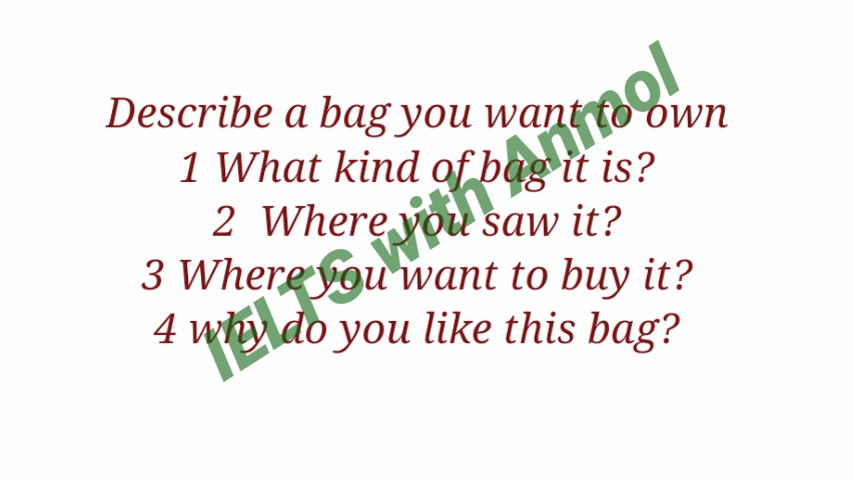 Describe a bag you want to own
1 What kind of bag it is?
2 Where you saw it?
3 Where you want to buy it?
4 why do you like this bag?
IELTS with Anmol